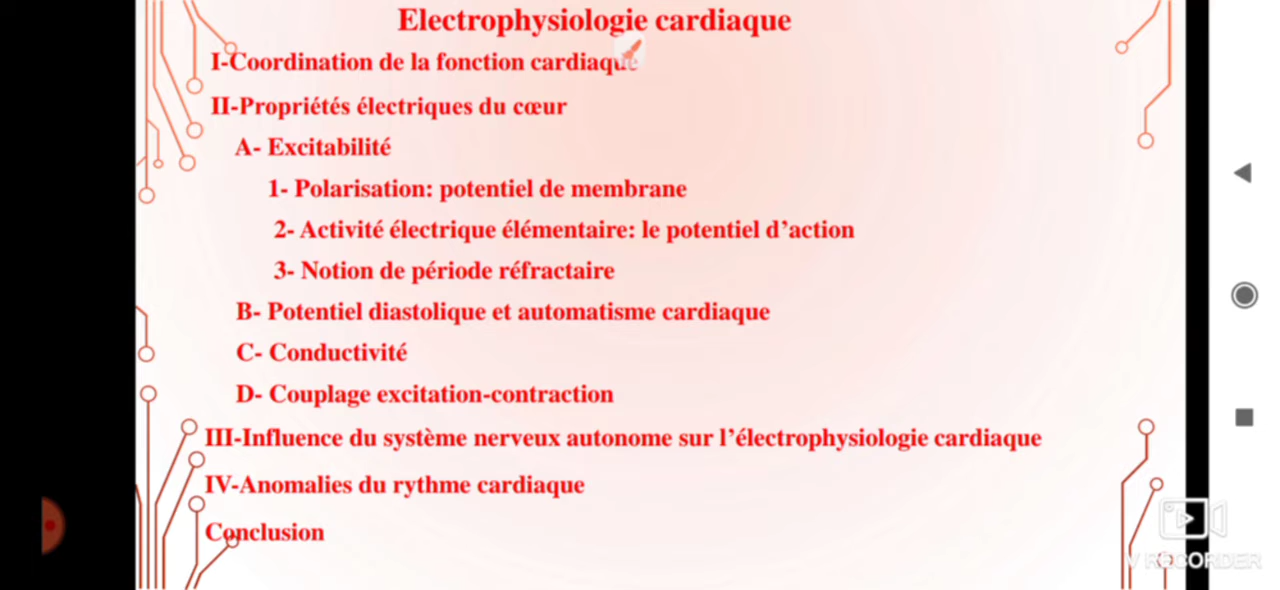 Electrophysiologie cardiaque
I-Coordination de la fonction cardiaque
II-Propriétés électriques du cœur
A- Excitabilité
1- Polarisation: potentiel de membrane
2- Activité électrique élémentaire: le potentiel d’action
3- Notion de période réfractaire
B- Potentiel diastolique et automatisme cardiaque
C- Conductivité
D- Couplage excitation-contraction
III-Influence du système nerveux autonome sur l’électrophysiologie cardiaque
IV-Anomalies du rythme cardiaque
Conclusion
V RECORDER